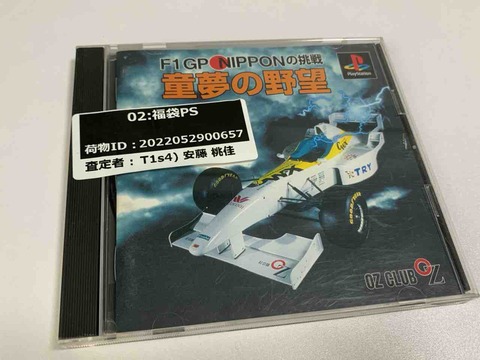 F1GP NIPPONの挑戦
童夢の野望
PlayStation
02:福袋PS
荷物ID：2022052900657
査定者： T1s4) 安藤 桃佳
TRY
OZ CLUB OZ